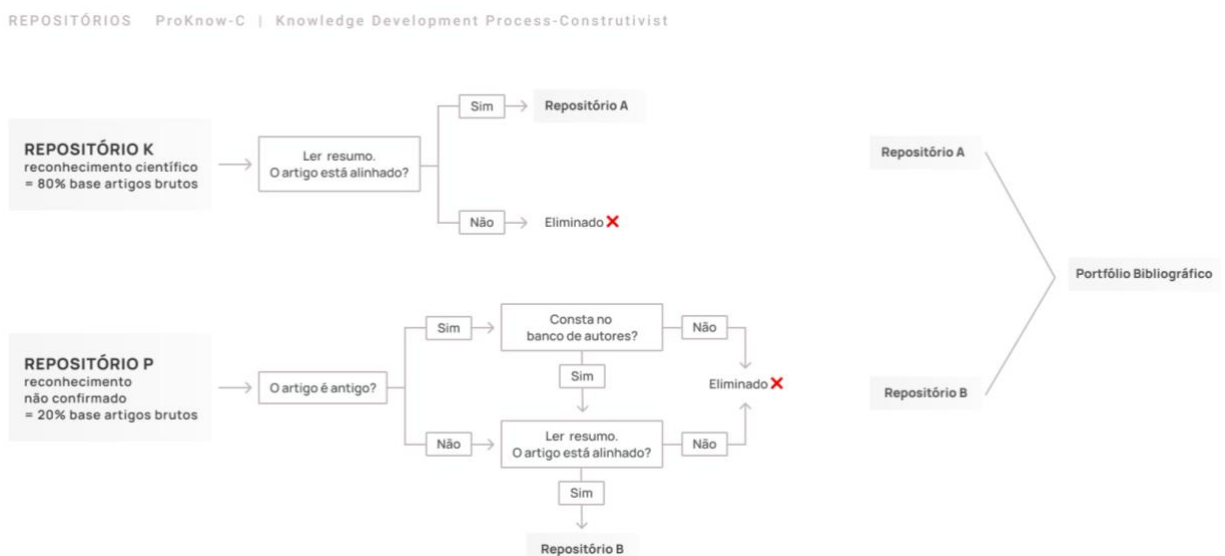 REPOSITÓRIOS ProKnow-C | Knowledge Development Process-Construtivist
REPOSITÓRIO K
reconhecimento científico
= 80% base artigos brutos
Ler resumo.
O artigo está alinhado?
Sim
Repositório A
Não
Eliminado
REPOSITÓRIO P
reconhecimento
não confirmado
= 20% base artigos brutos
O artigo é antigo?
Sim
Consta no
banco de autores?
Não
Sim
Eliminado
Não
Ler resumo.
O artigo está alinhado?
Não
Sim
Repositório B
Repositório A
Portfólio Bibliográfico
Repositório B